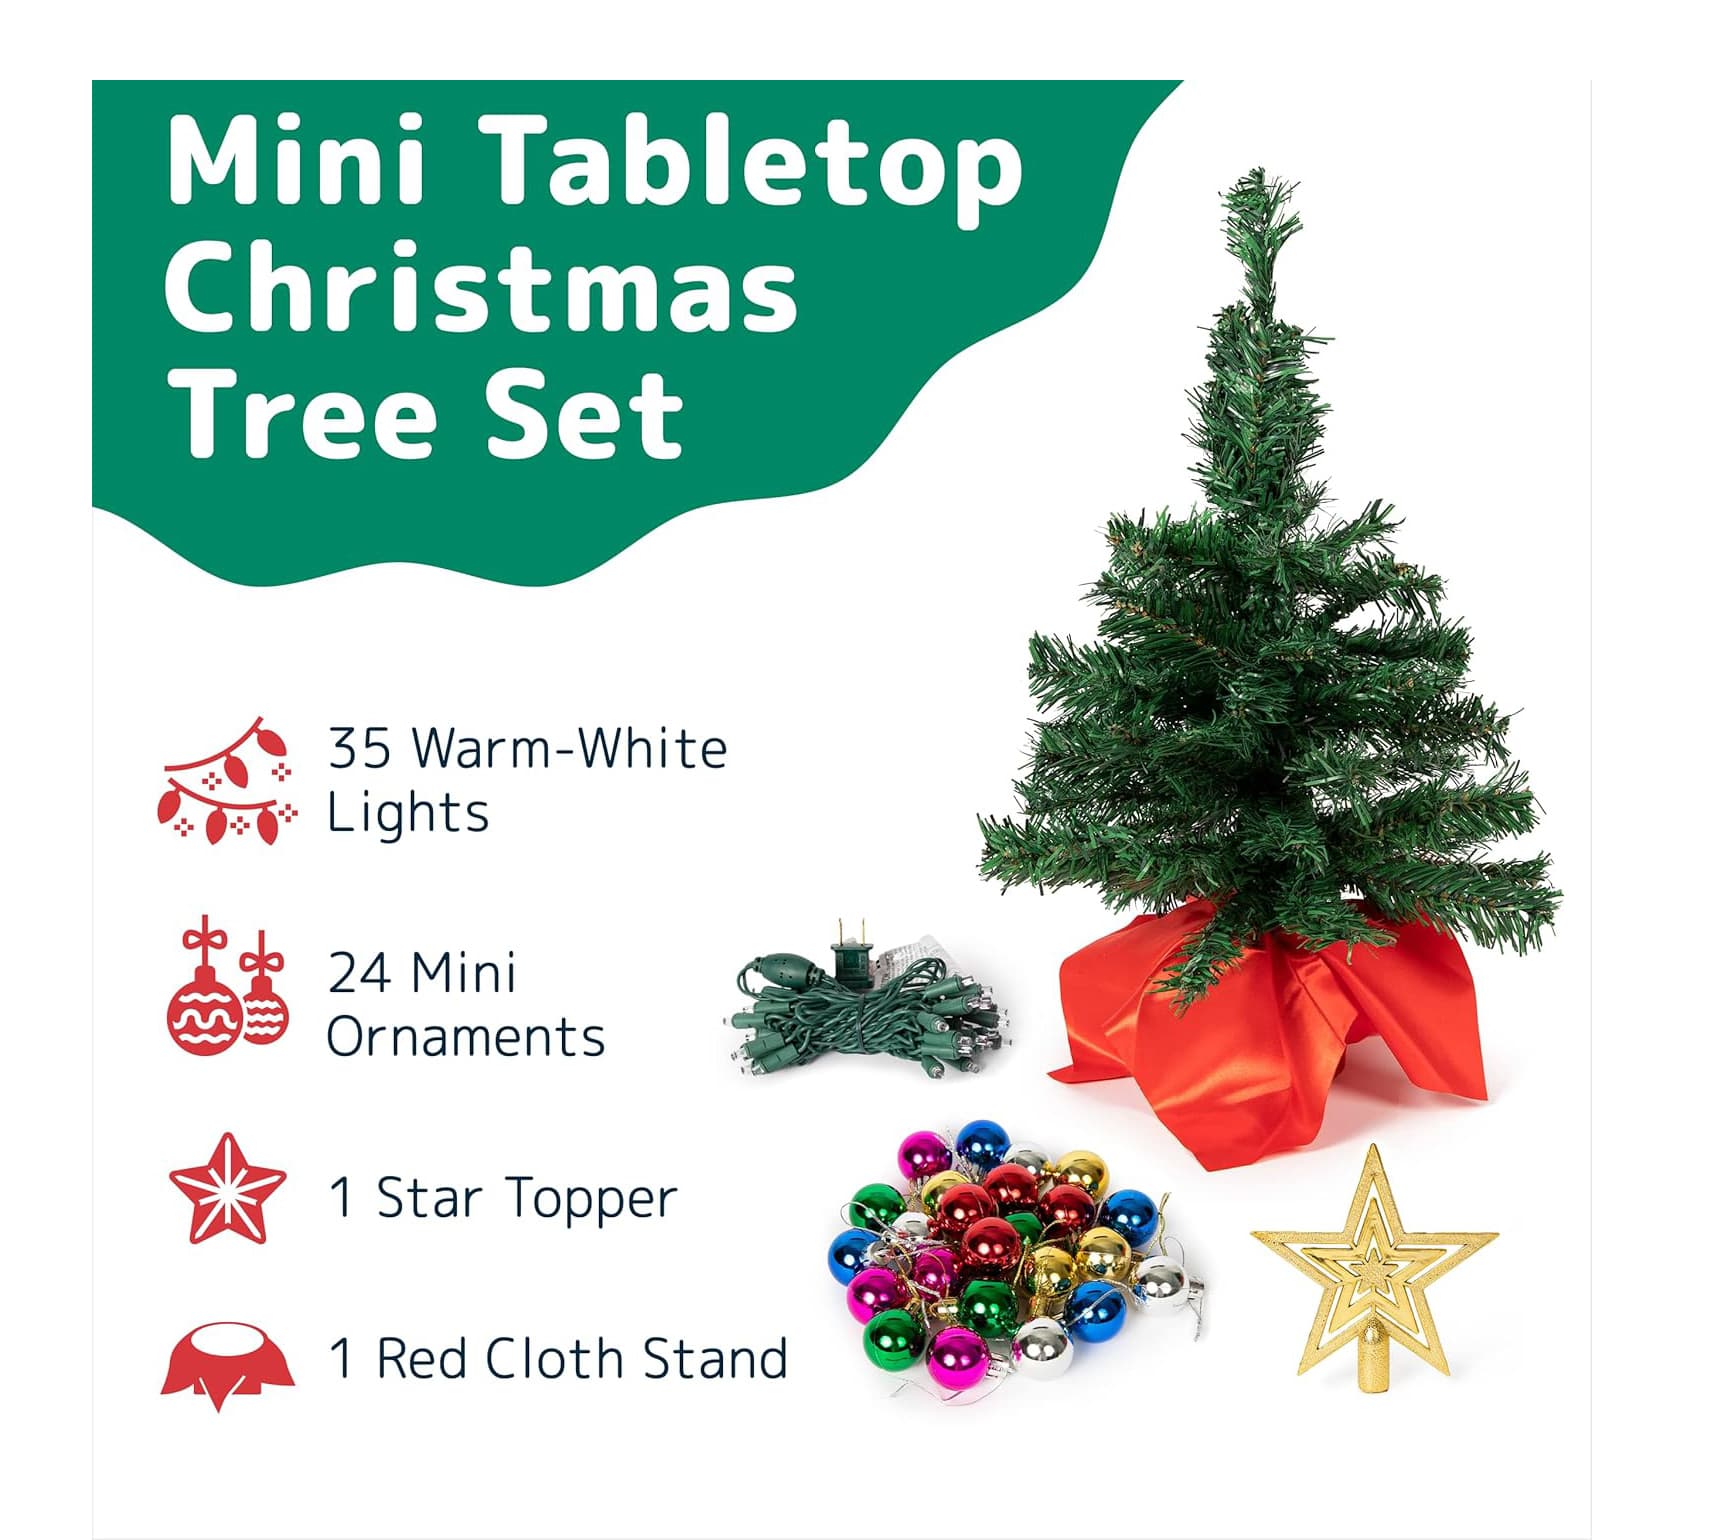 Mini Tabletop
Christmas
Tree Set
35 Warm-White
Lights
24 Mini
Ornaments
1 Star Topper
1 Red Cloth Stand